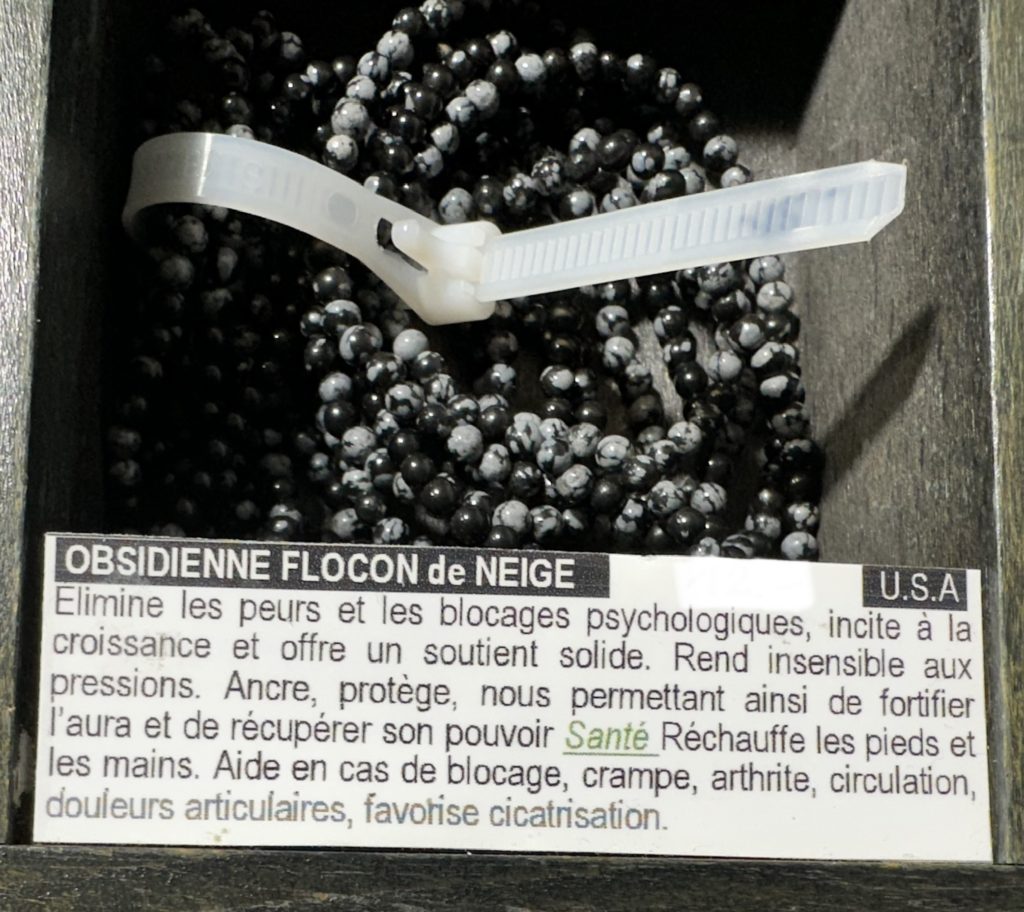 OBSIDIENNE FLOCON de NEIGE U.S.A
Elimine les peurs et les blocages psychologiques, incite à la
croissance et offre un soutient solide. Rend insensible aux
pressions. Ancre, protège, nous permettant ainsi de fortifier
l'aura et de récupérer son pouvoir Santé Réchauffe les pieds et
les mains. Aide en cas de blocage, crampe, arthrite, circulation,
douleurs articulaires, favorise cicatrisation.